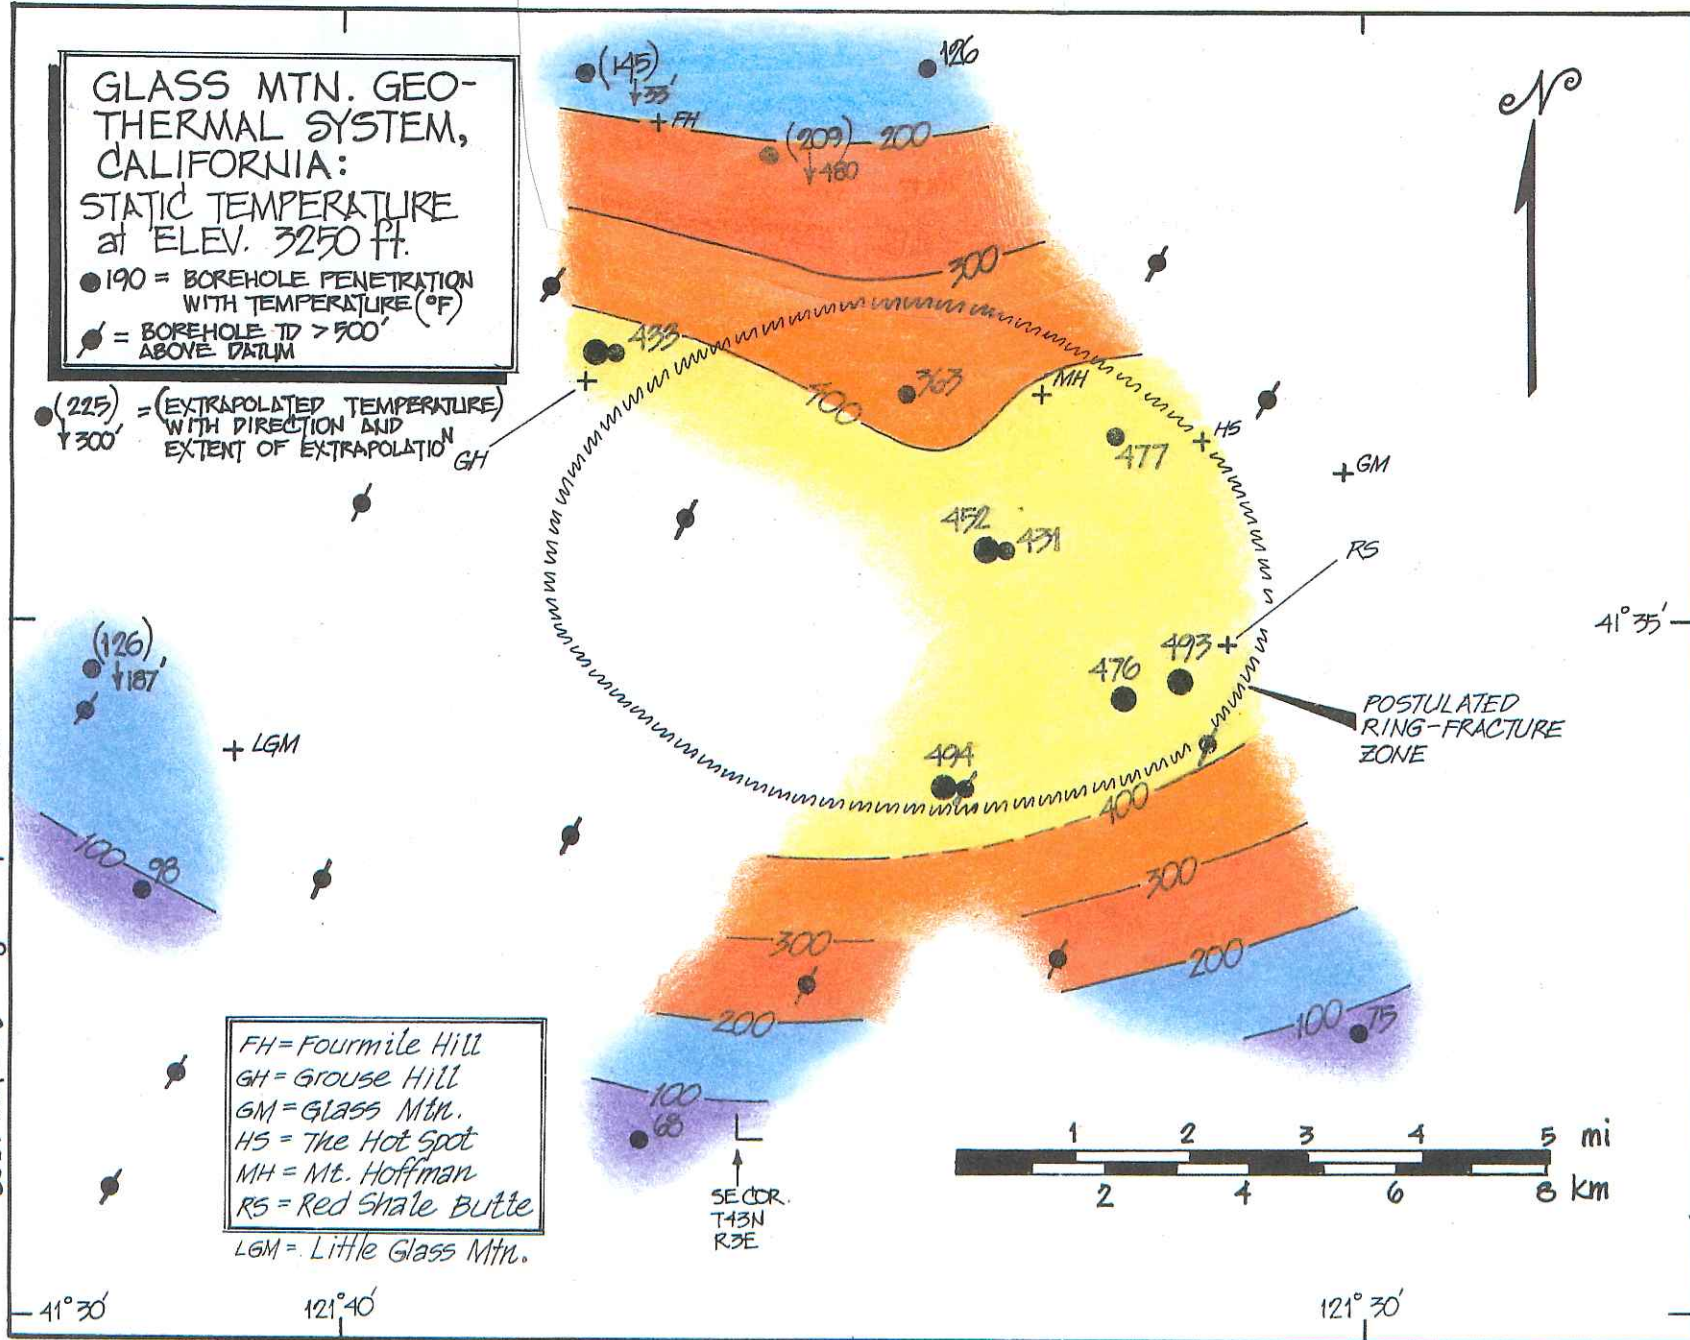 GLASS MTN. GEO-
THERMAL SYSTEM,
CALIFORNIA:
STATIC TEMPERATURE
at ELEV. 3250 ft.
190 = BOREHOLE PENETRATION
WITH TEMPERATURE (°F)
= BOREHOLE TD > 500'
ABOVE DATUM
(225) = (EXTRAPOLATED TEMPERATURE)
↓300' WITH DIRECTION AND
EXTENT OF EXTRAPOLATION
(145)
↓33'
126
+ FH
(209)
↓480
200
300
433
363
+ MH
400
GH
477
+ HS
+ GM
452
431
RS
41° 35'
(126)
↓187'
493 +
476
POSTULATED
RING-FRACTURE
ZONE
+ LGM
494
400
100
98
300
300
200
200
100
75
100
68
SE COR.
T43N
R3E
FH = Fourmile Hill
GH = Grouse Hill
GM = Glass Mtn.
HS = The Hot Spot
MH = Mt. Hoffman
RS = Red Shale Butte
LGM = Little Glass Mtn.
1 2 3 4 5 mi
2 4 6 8 km
41° 30'
121° 40'
121° 30'
N